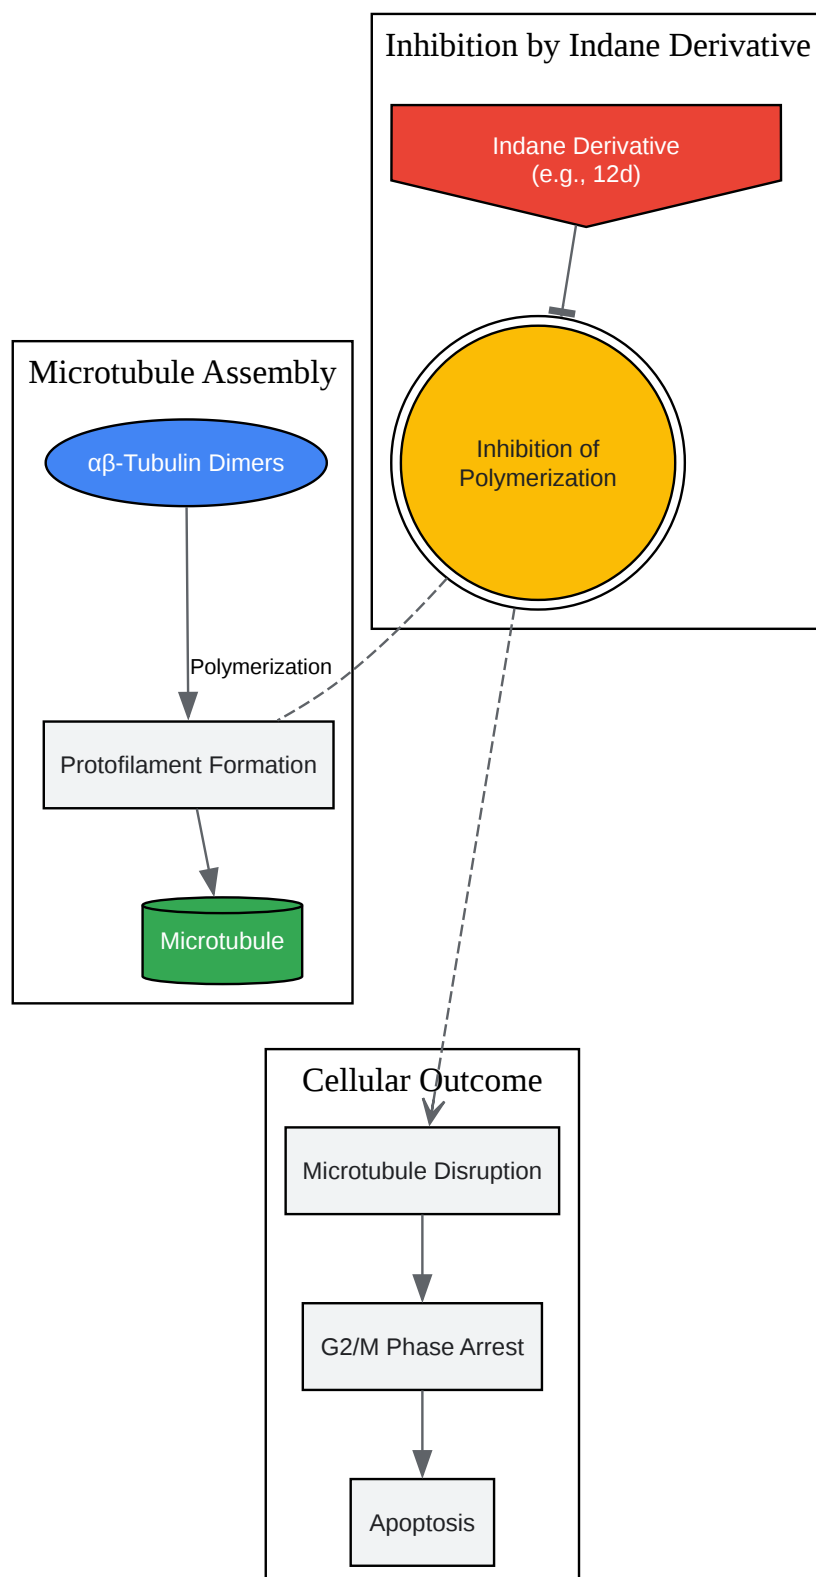 Inhibition by Indane Derivative
Indane Derivative
(e.g., 12d)
Inhibition of
Polymerization
Microtubule Assembly
αβ-Tubulin Dimers
Polymerization
Protofilament Formation
Microtubule
Cellular Outcome
Microtubule Disruption
G2/M Phase Arrest
Apoptosis